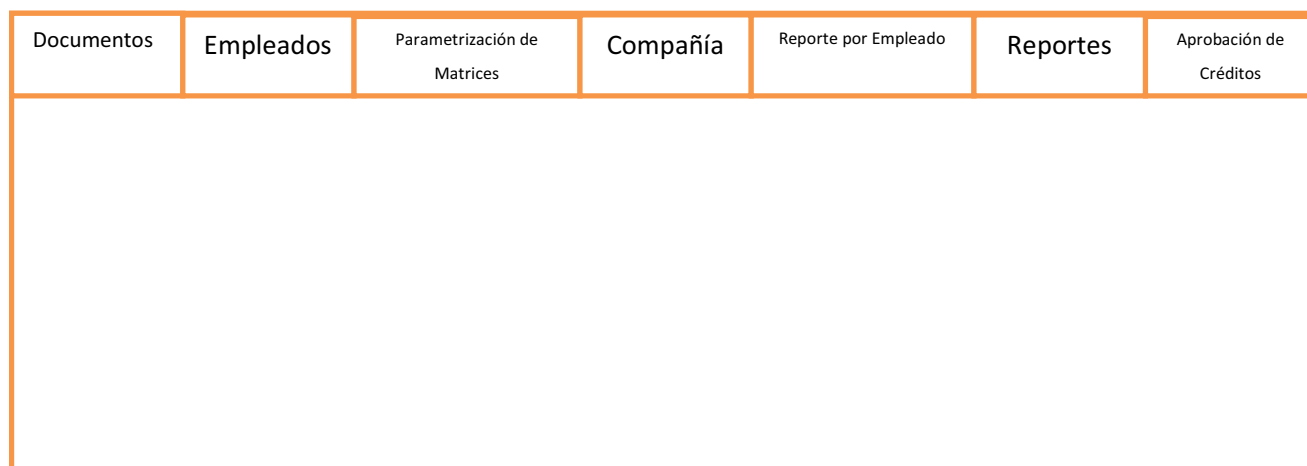 Documentos
Empleados
Parametrización de
Matrices
Compañía
Reporte por Empleado
Reportes
Aprobación de
Créditos